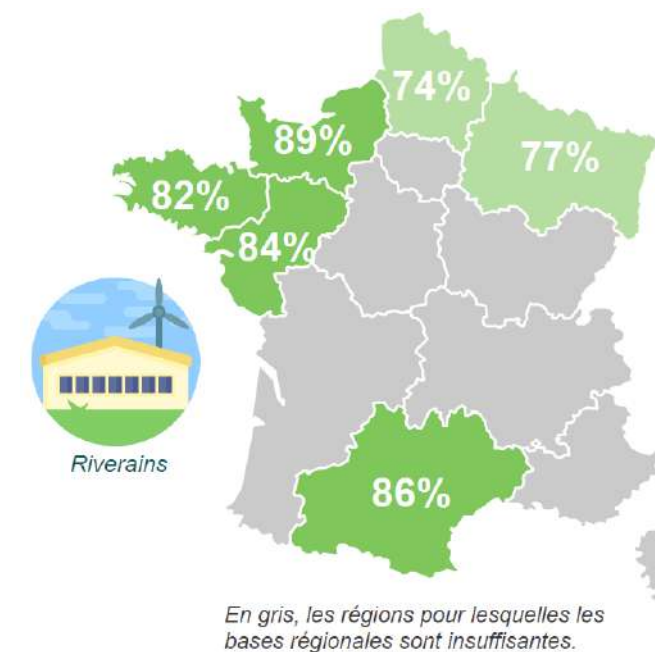 74%
89%
77%
82%
84%
Riverains
86%
En gris, les régions pour lesquelles les
bases régionales sont insuffisantes.